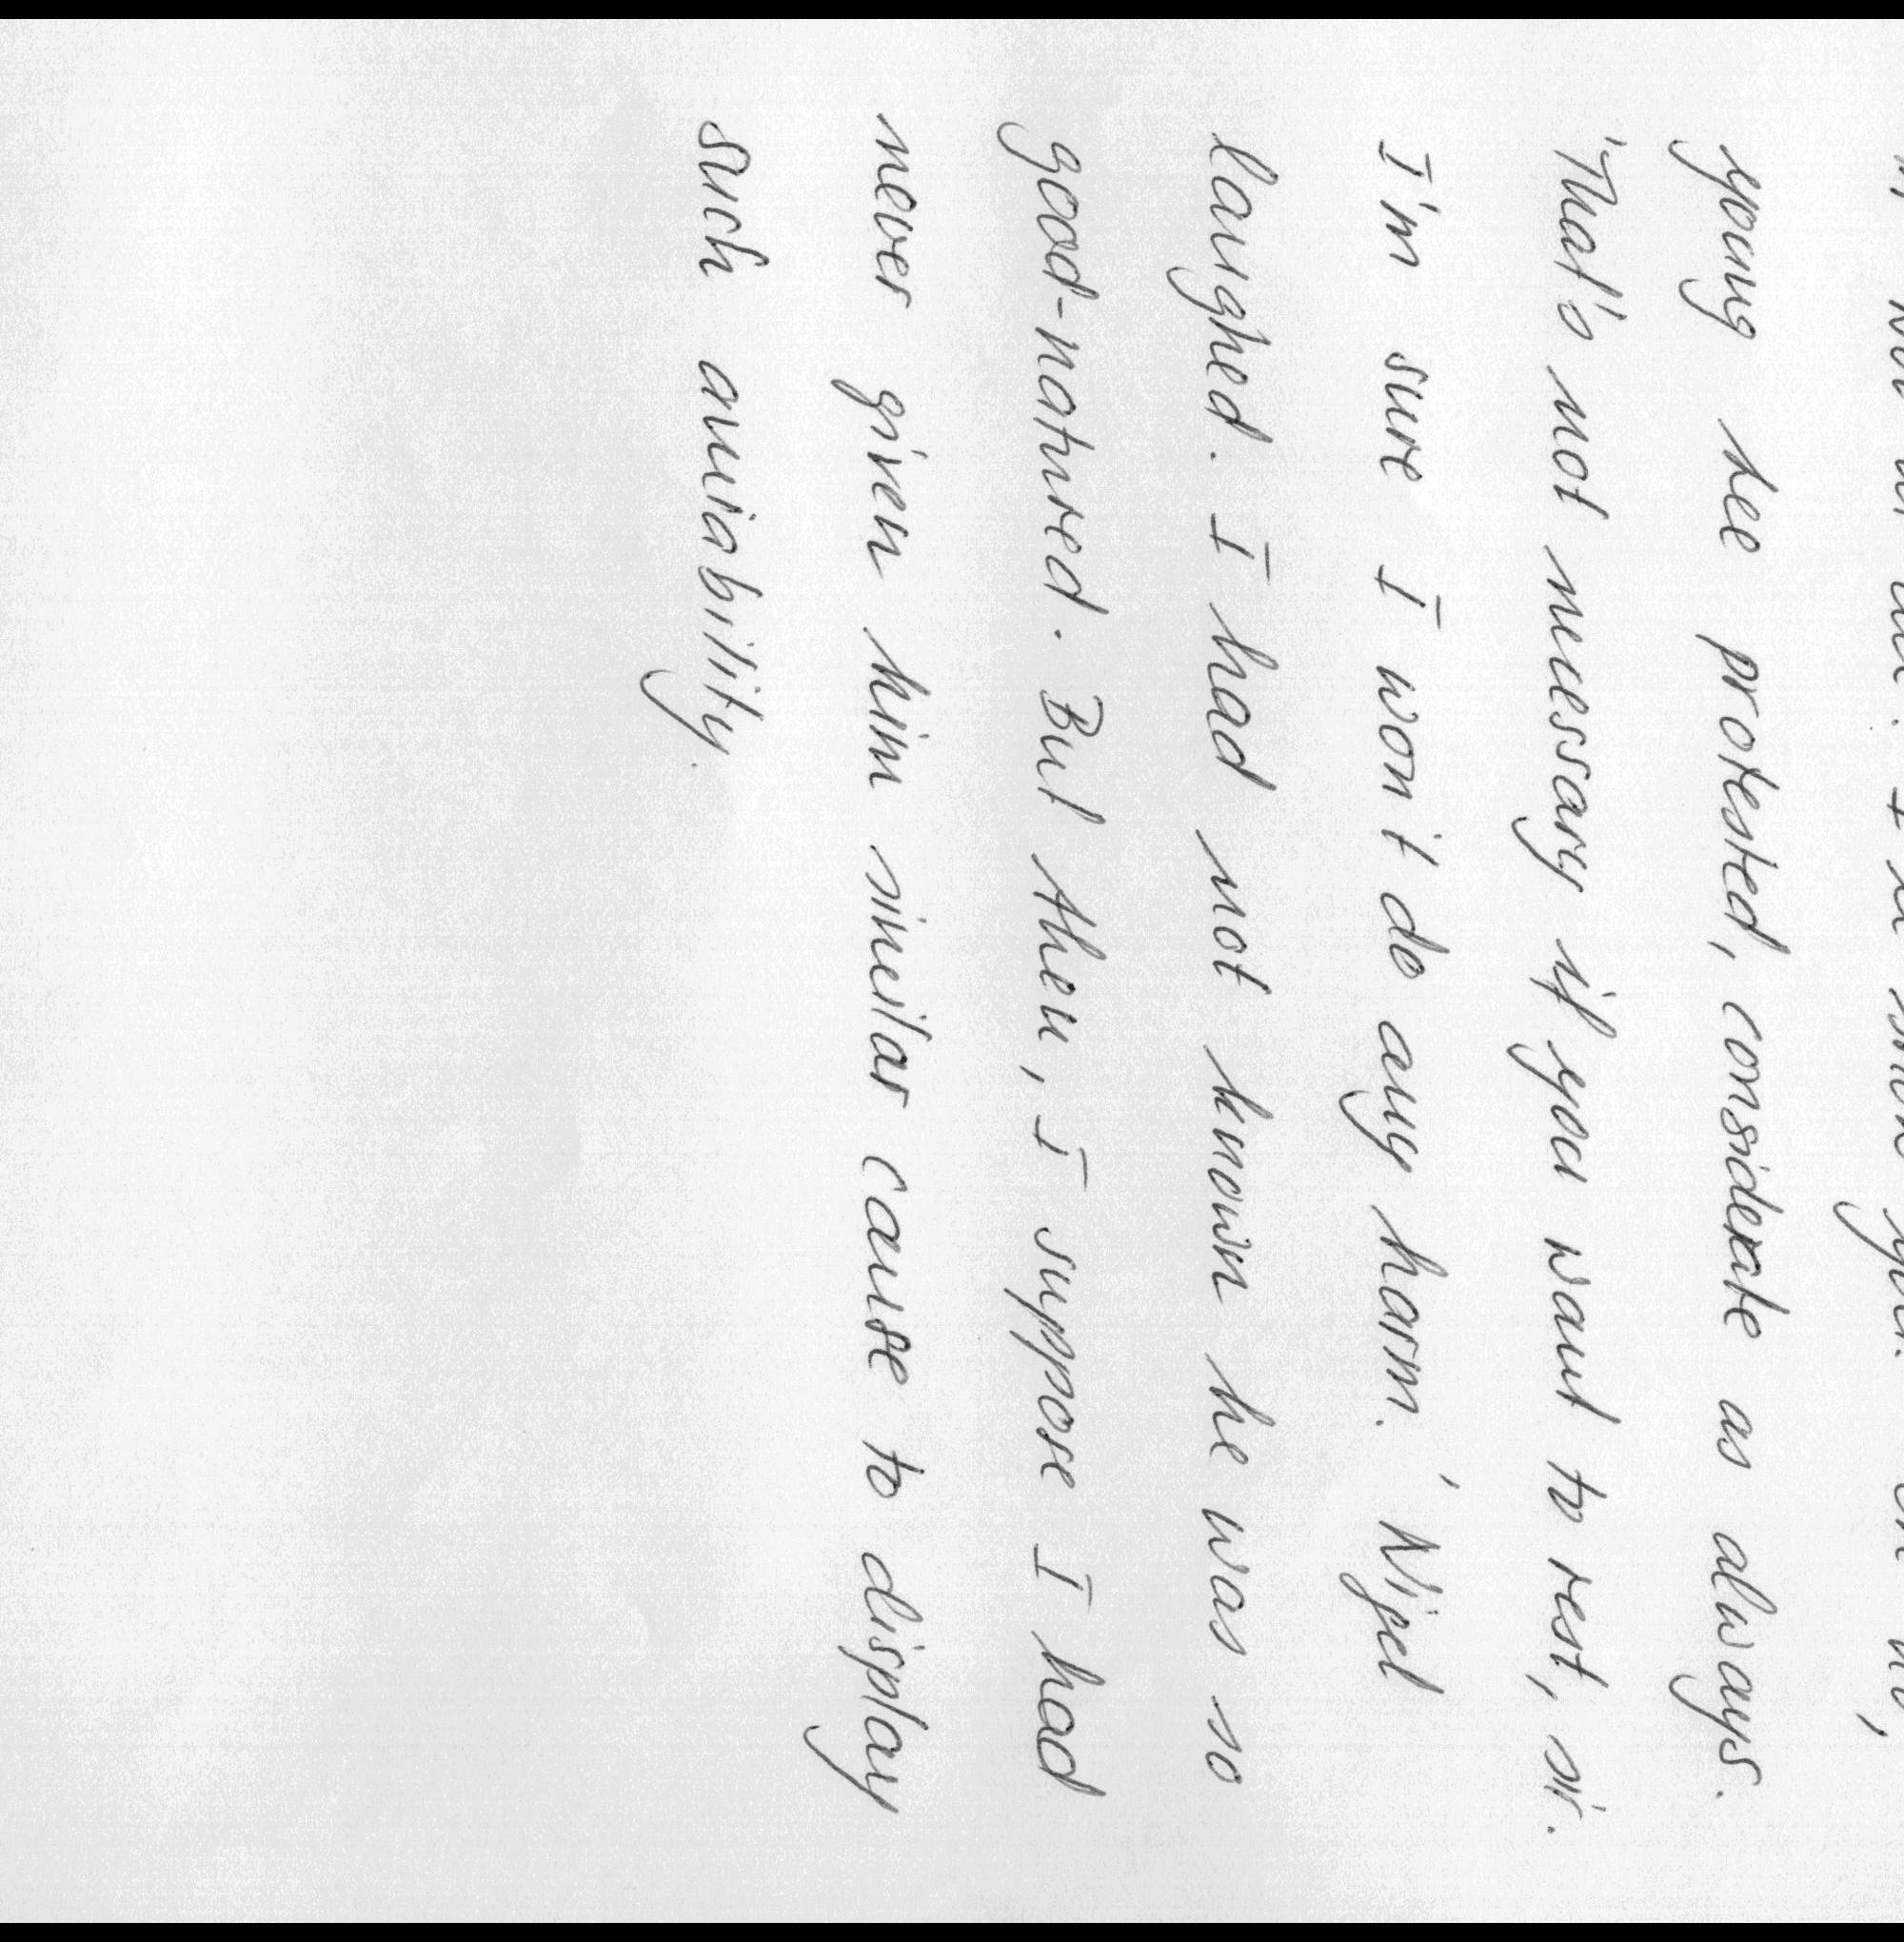 young Lee protested, considerate as always.
'That's not necessary if you want to rest, sir.
I'm sure I won't do any harm.' Nigel
laughed. I had not known he was so
good-natured. But then, I suppose I had
never given him similar cause to display
such amiability.